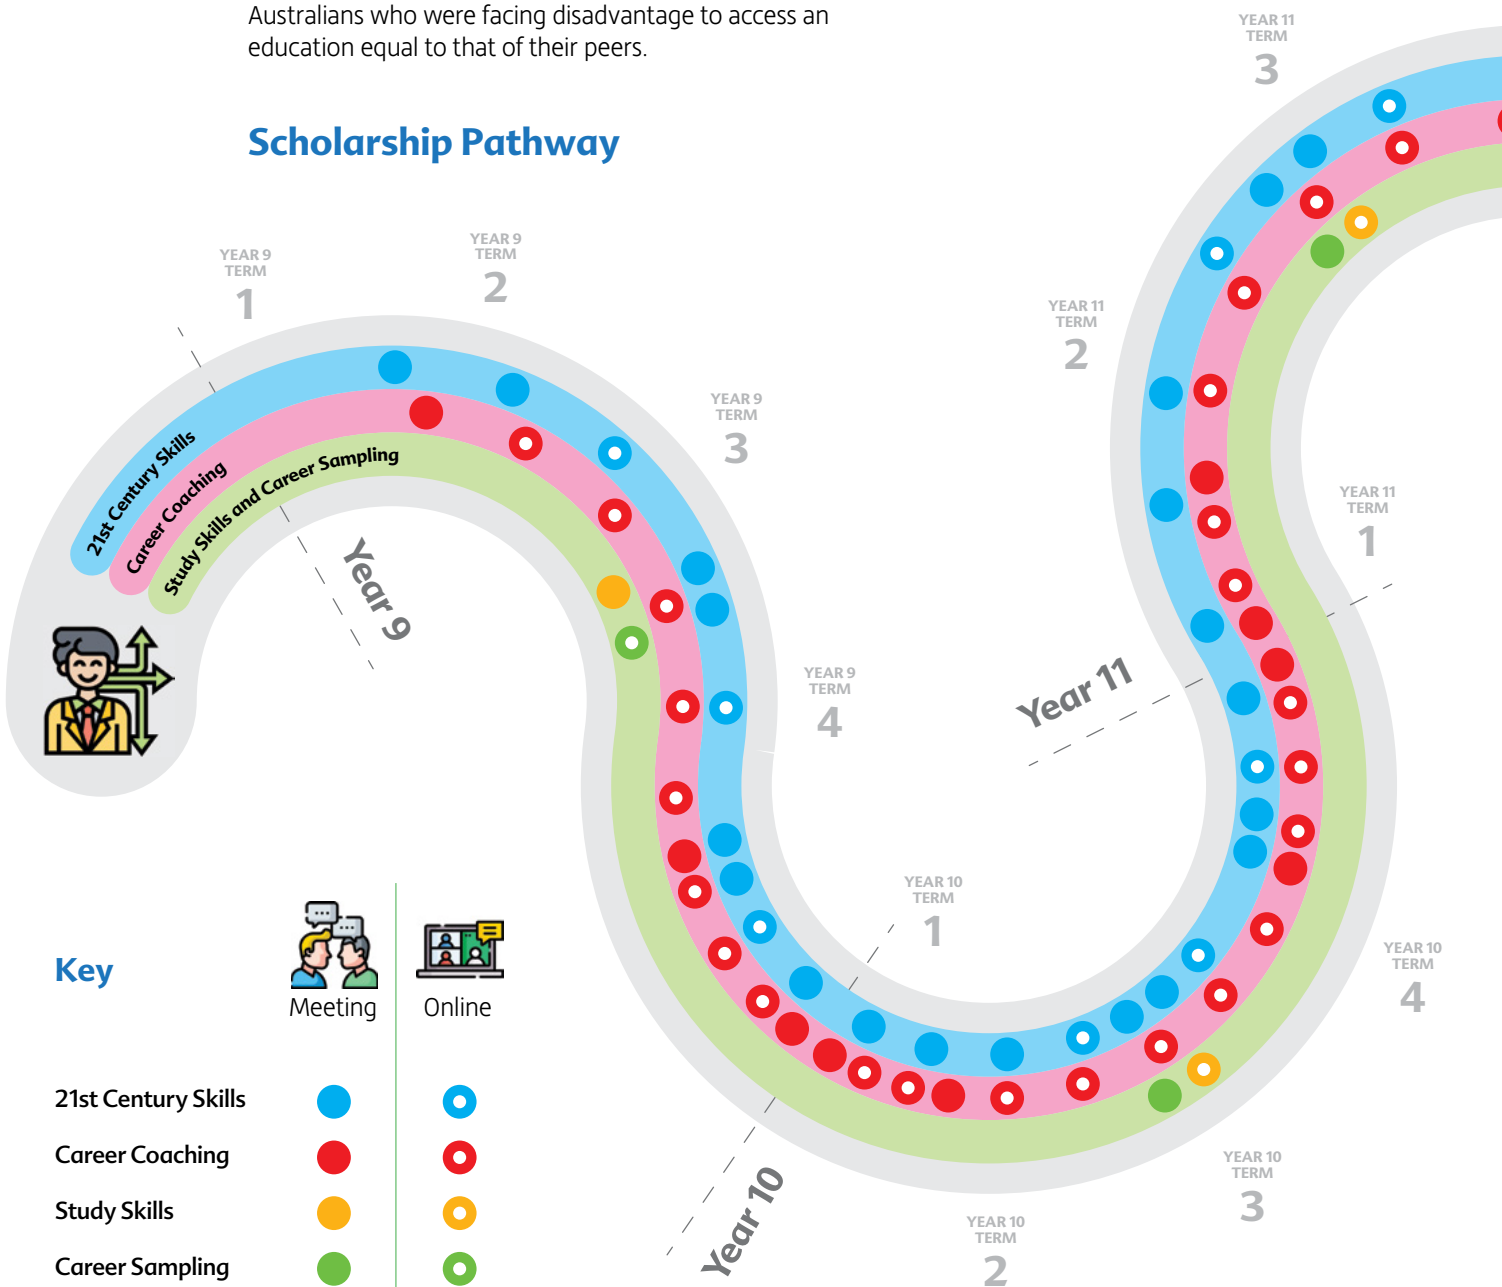 Australians who were facing disadvantage to access an
education equal to that of their peers.
Scholarship Pathway
YEAR 9
TERM
1
YEAR 9
TERM
2
YEAR 9
TERM
3
YEAR 9
TERM
4
21st Century Skills
Career Coaching
Study Skills and Career Sampling
Year 9
YEAR 10
TERM
1
Year 10
YEAR 10
TERM
2
YEAR 10
TERM
3
YEAR 10
TERM
4
Year 11
YEAR 11
TERM
1
YEAR 11
TERM
2
YEAR 11
TERM
3
Key
Meeting
Online
21st Century Skills
Career Coaching
Study Skills
Career Sampling